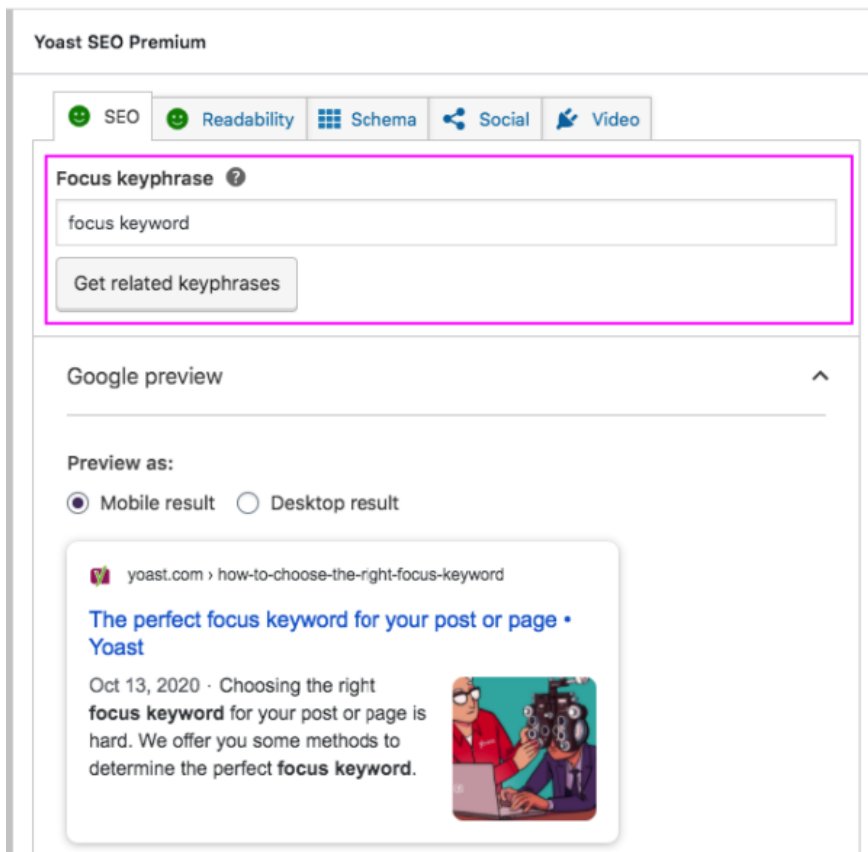 Yoast SEO Premium
SEO
Readability
Schema
Social
Video
Focus keyphrase
focus keyword
Get related keyphrases
Google preview
Preview as:
Mobile result
Desktop result
yoast.com › how-to-choose-the-right-focus-keyword
The perfect focus keyword for your post or page •
Yoast
Oct 13, 2020 · Choosing the right
focus keyword for your post or page is
hard. We offer you some methods to
determine the perfect focus keyword.